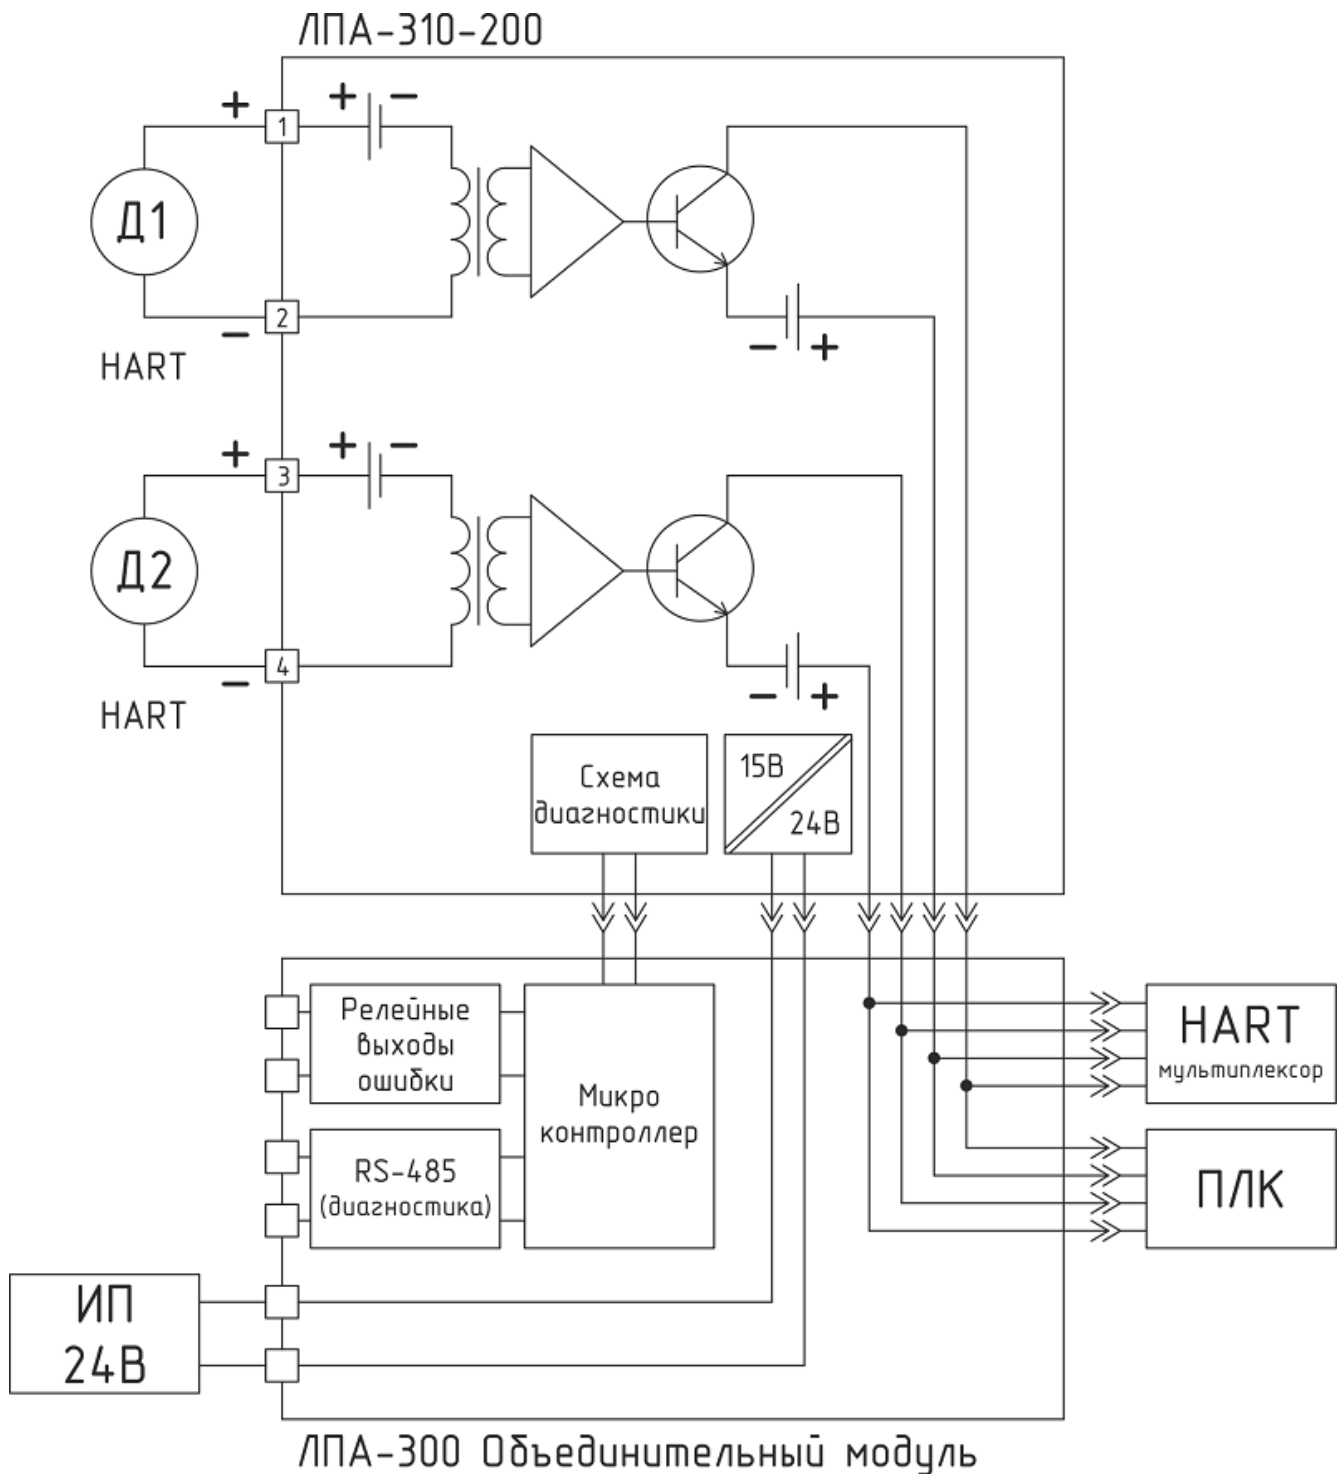 ЛПА-310-200
+
+ −
1
Д1
2
−
− +
HART
+
+ −
3
Д2
4
−
− +
HART
Схема
диагностики
15В
24В
Релейные
выходы
ошибки
Микро
контроллер
HART
мультиплексор
RS-485
(диагностика)
ПЛК
ИП
24В
ЛПА-300 Объединительный модуль